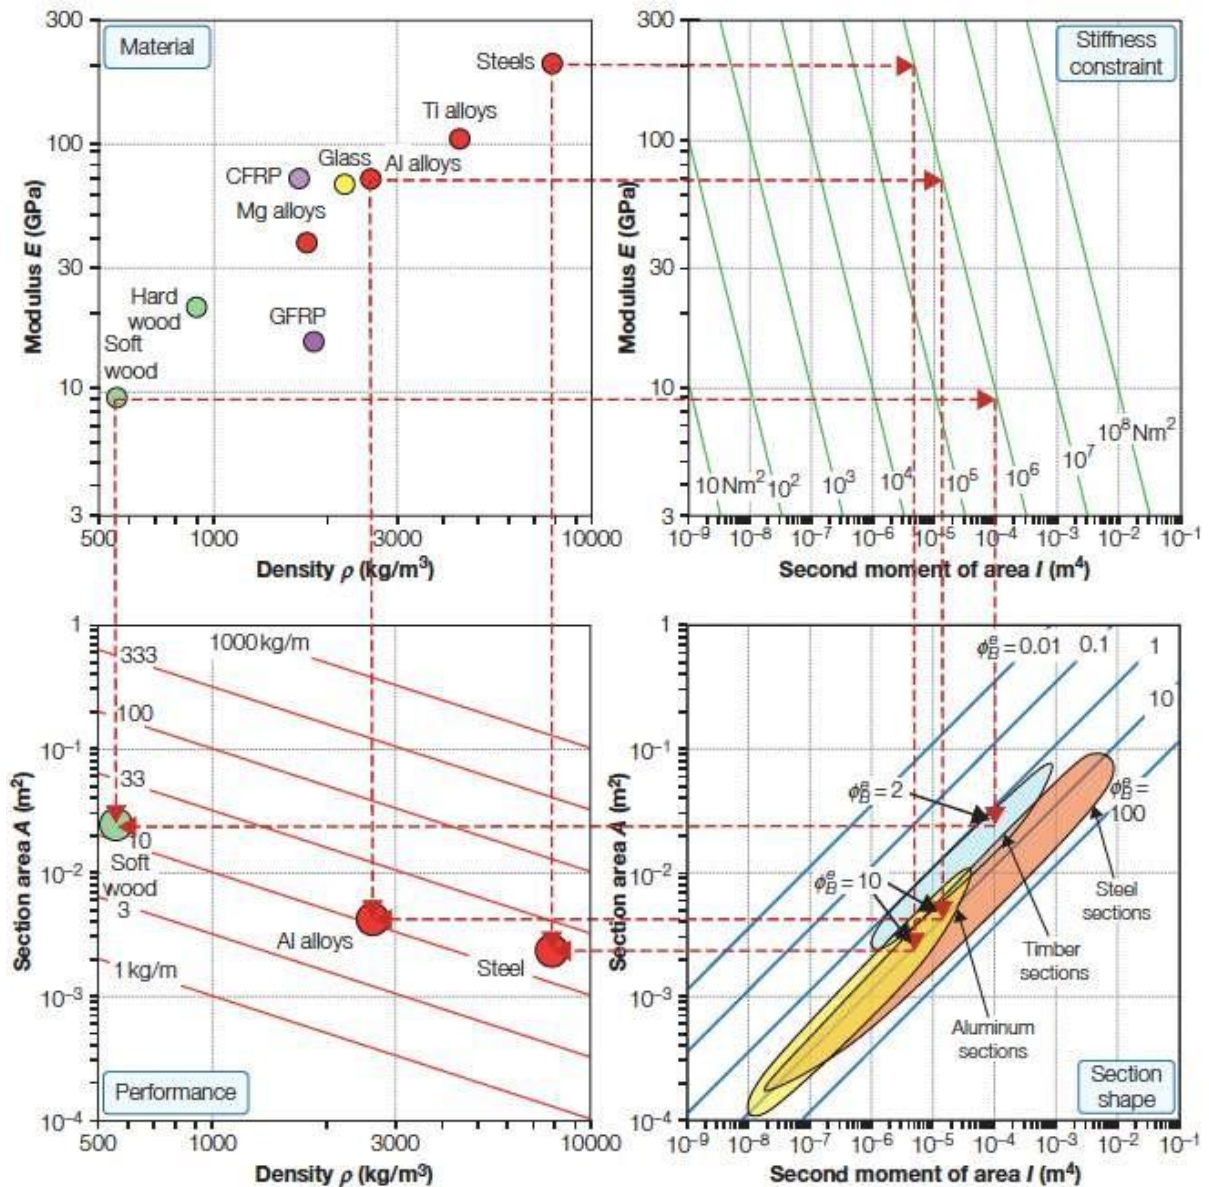 Material
Modulus E (GPa)
300
100
30
10
3
Steels
Ti alloys
Glass
Al alloys
CFRP
Mg alloys
Hard
wood
GFRP
Soft
wood
500
1000
3000
10000
Density ρ (kg/m³)
Stiffness
constraint
Modulus E (GPa)
300
100
30
10
3
10 Nm²
10²
10³
10⁴
10⁵
10⁶
10⁷
10⁸ Nm²
10⁻⁹
10⁻⁸
10⁻⁷
10⁻⁶
10⁻⁵
10⁻⁴
10⁻³
10⁻²
10⁻¹
Second moment of area I (m⁴)
Section area A (m²)
1
10⁻¹
10⁻²
10⁻³
10⁻⁴
1000 kg/m
333
100
33
10
Soft
wood
3
1 kg/m
Al alloys
Steel
Performance
500
1000
3000
10000
Density ρ (kg/m³)
Section area A (m²)
1
10⁻¹
10⁻²
10⁻³
10⁻⁴
ϕᵉB = 0.01
0.1
1
10
ϕᵉB =
100
ϕᵉB = 2
ϕᵉB = 10
Steel
sections
Timber
sections
Aluminum
sections
Section
shape
10⁻⁹
10⁻⁸
10⁻⁷
10⁻⁶
10⁻⁵
10⁻⁴
10⁻³
10⁻²
10⁻¹
Second moment of area I (m⁴)